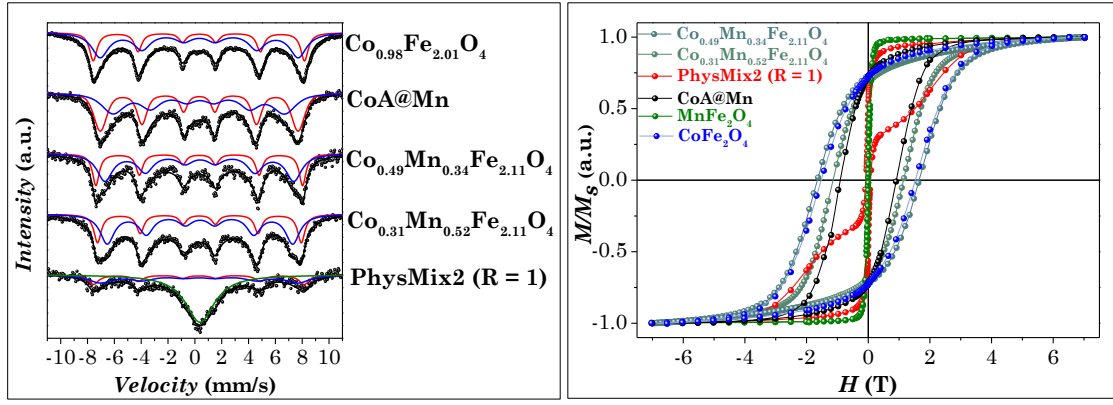 Intensity (a.u.)
Co0.98Fe2.01O4
CoA@Mn
Co0.49Mn0.34Fe2.11O4
Co0.31Mn0.52Fe2.11O4
PhysMix2 (R = 1)
-10 -8 -6 -4 -2 0 2 4 6 8 10
Velocity (mm/s)
M/Ms (a.u.)
1.0
0.5
0.0
-0.5
-1.0
Co0.49Mn0.34Fe2.11O4
Co0.31Mn0.52Fe2.11O4
PhysMix2 (R = 1)
CoA@Mn
MnFe2O4
CoFe2O4
-6 -4 -2 0 2 4 6
H (T)